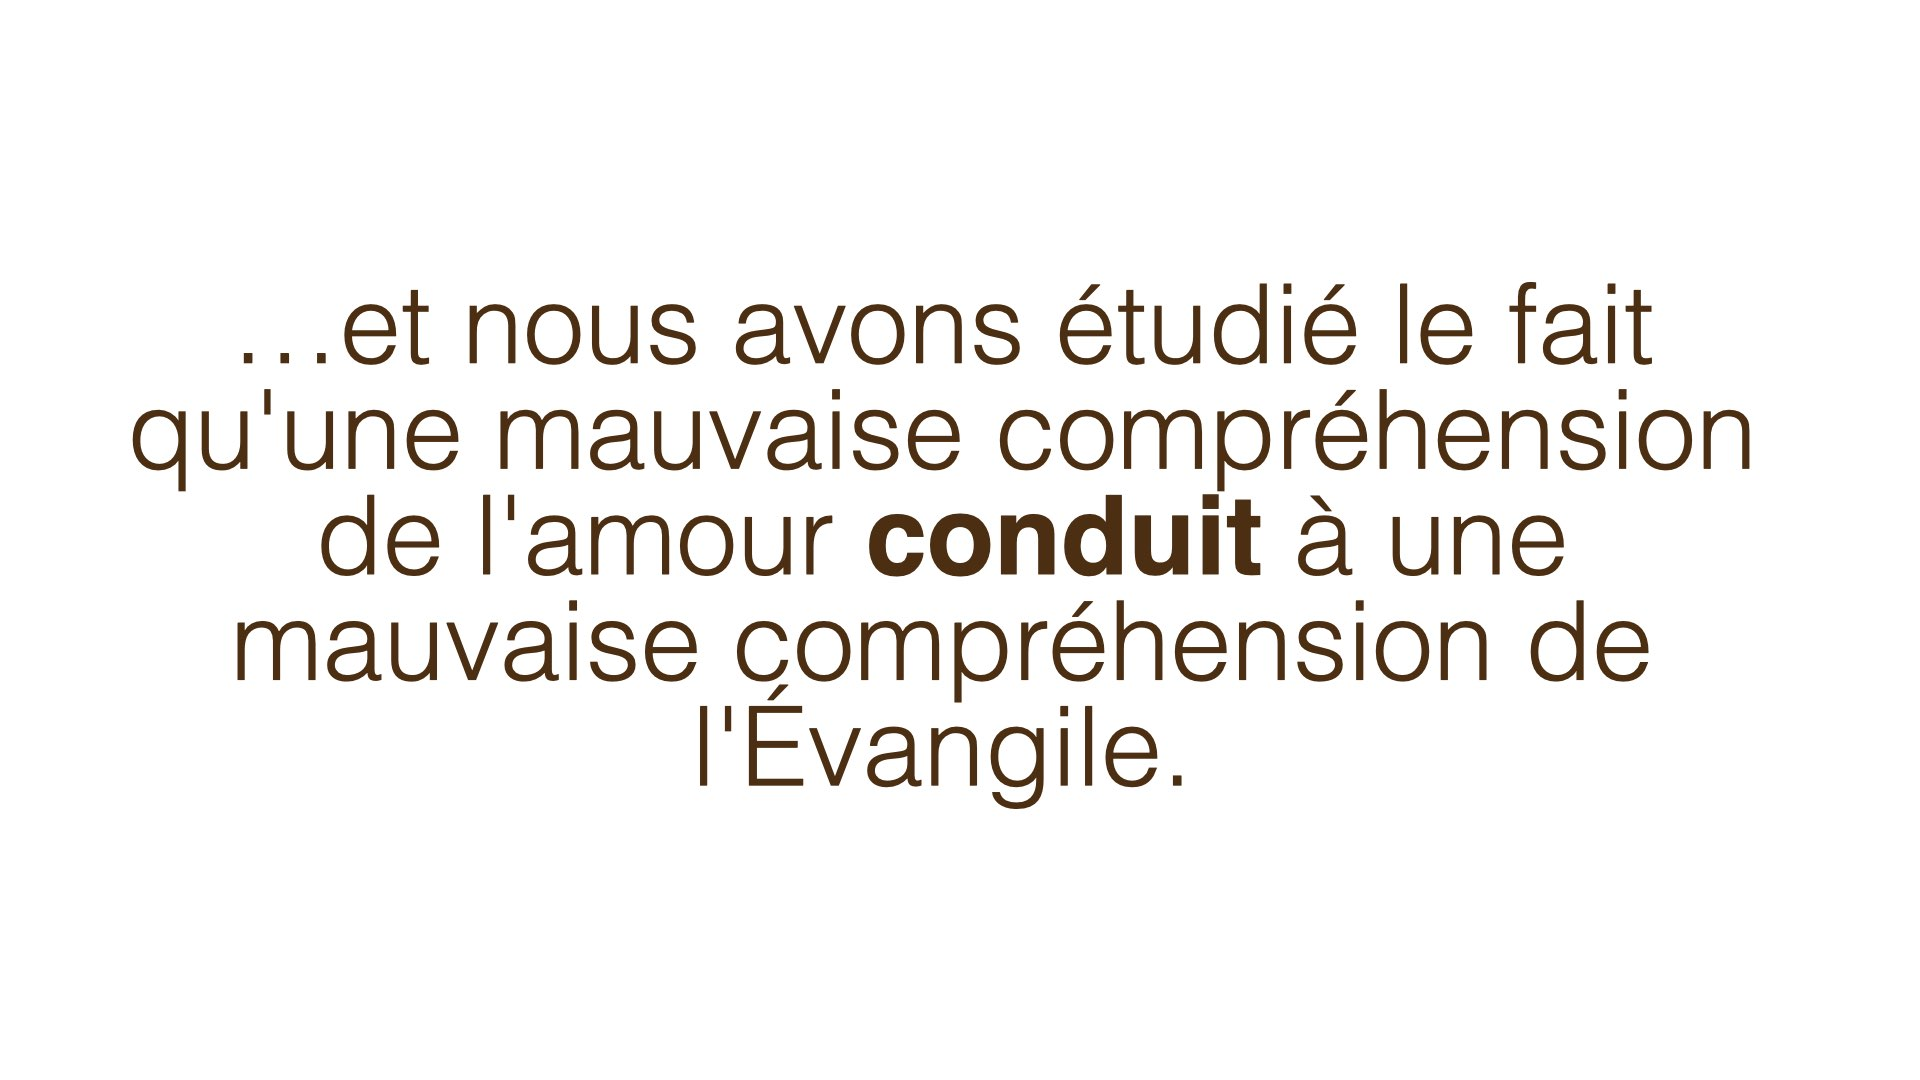 …et nous avons étudié le fait
qu'une mauvaise compréhension
de l'amour conduit à une
mauvaise compréhension de
l'Évangile.